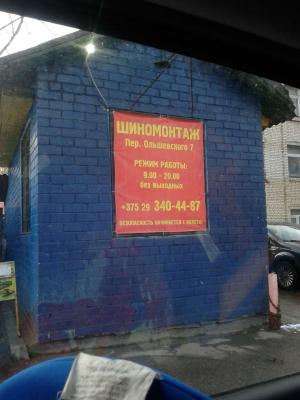 ШИНОМОНТАЖ
Пер. Ольшевского 7
РЕЖИМ РАБОТЫ:
9.00 - 20.00
без выходных
+375 29 340-44-87
БЕЗОПАСНОСТЬ НАЧИНАЕТСЯ С КОЛЕСА!